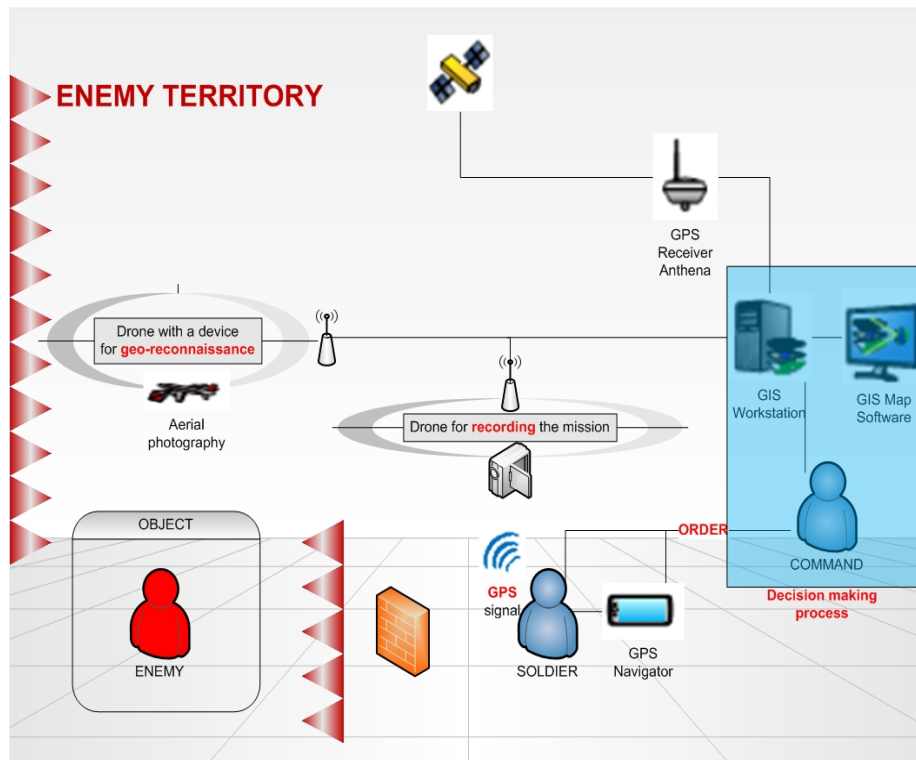 ENEMY TERRITORY
GPS
Receiver
Anthena
Drone with a device
for geo-reconnaissance
Aerial
photography
Drone for recording the mission
GIS
Workstation
GIS Map
Software
OBJECT
ENEMY
GPS
signal
SOLDIER
GPS
Navigator
ORDER
COMMAND
Decision making
process